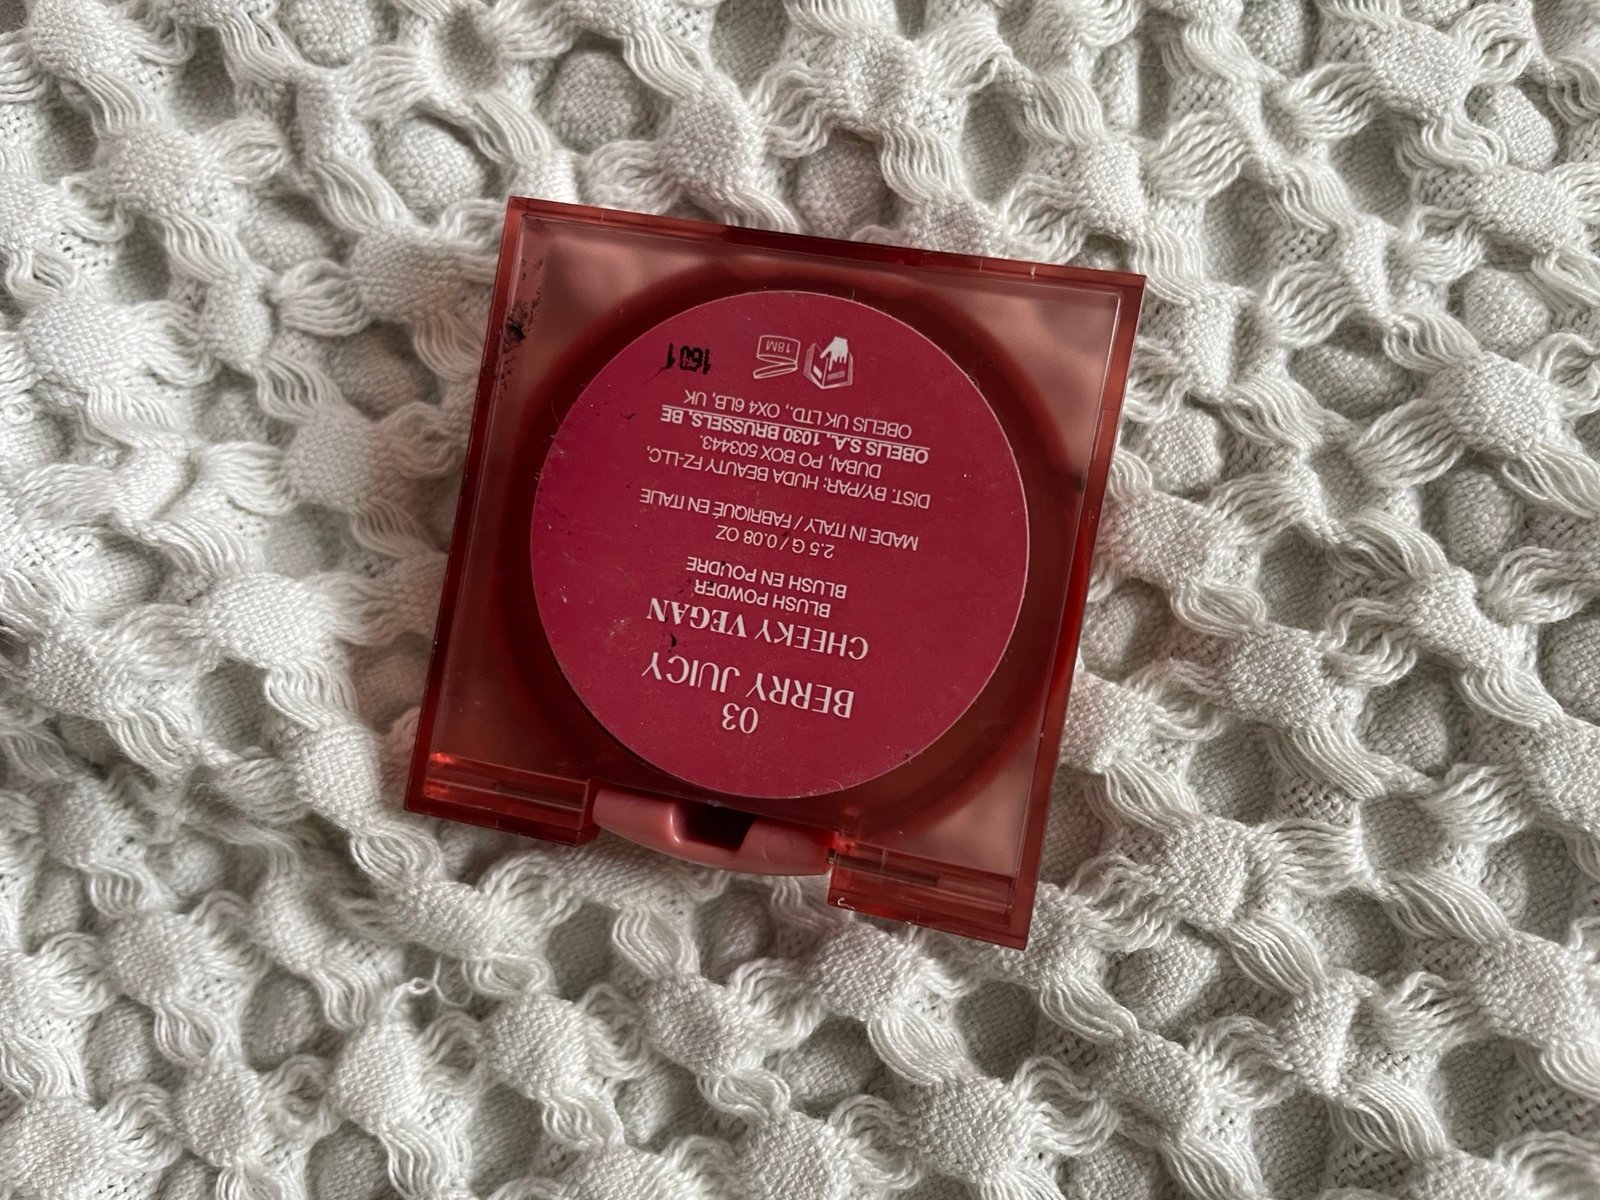 03
BERRY JUICY
CHEEKY VEGAN
BLUSH POWDER
BLUSH EN POUDRE
2.5 G / 0.08 OZ
MADE IN ITALY / FABRIQUÉ EN ITALIE
DIST. BY/PAR: HUDA BEAUTY FZ-LLC,
DUBAI, PO BOX 503443.
OBELIS S.A., 1030 BRUSSELS, BE
OBELIS UK LTD., OX4 6LB, UK
18M